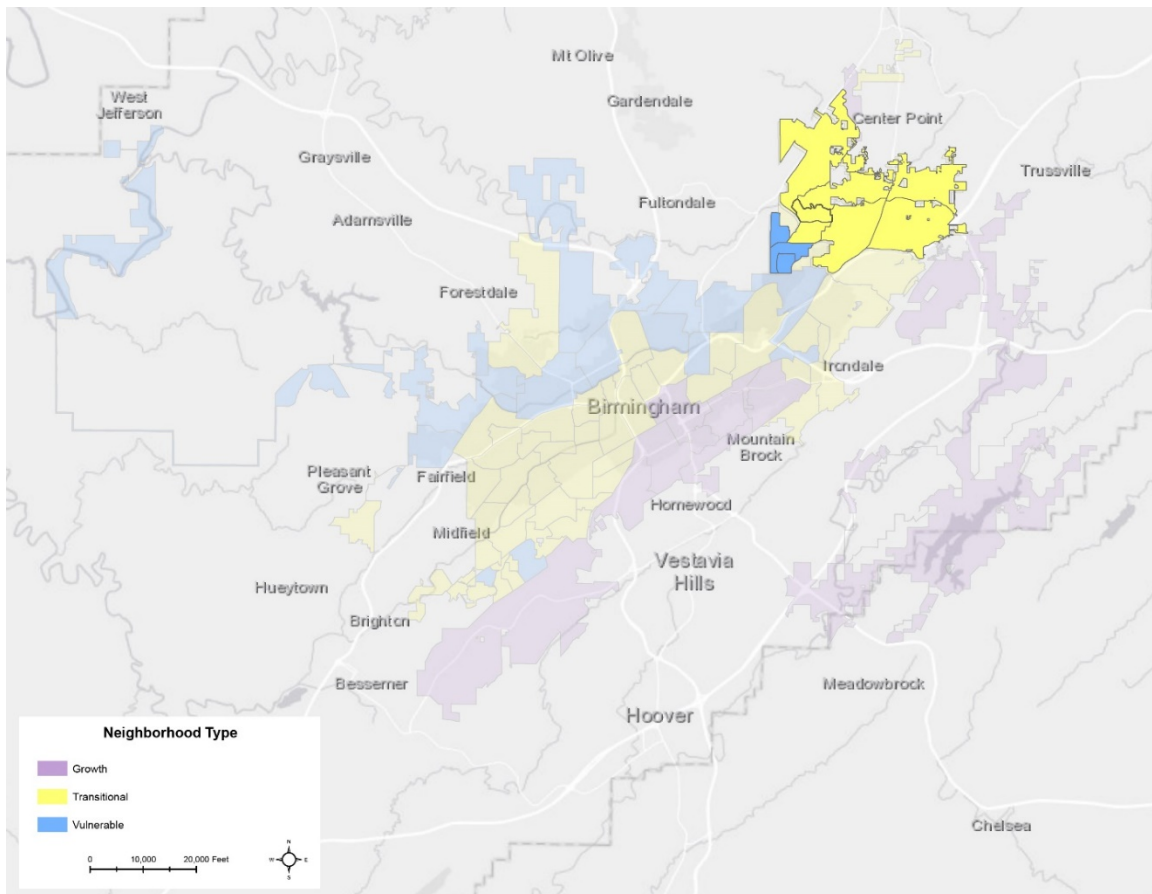 Mt Olive
West
Jefferson
Gardendale
Center Point
Graysville
Trussville
Fultondale
Adamsville
Forestdale
Irondale
Birmingham
Mountain
Brook
Pleasant
Grove
Fairfield
Homewood
Midfield
Vestavia
Hills
Hueytown
Brighton
Bessemer
Meadowbrook
Hoover
Chelsea
Neighborhood Type
Growth
Transitional
Vulnerable
0 10,000 20,000 Feet
N
W E
S